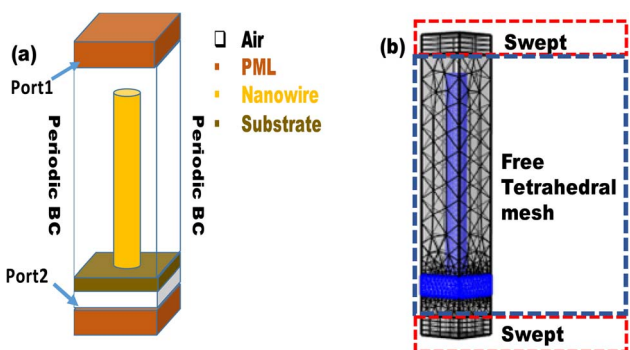 (a)
Port1
Periodic BC
Periodic BC
Port2
Air
PML
Nanowire
Substrate
(b)
Swept
Free
Tetrahedral
mesh
Swept